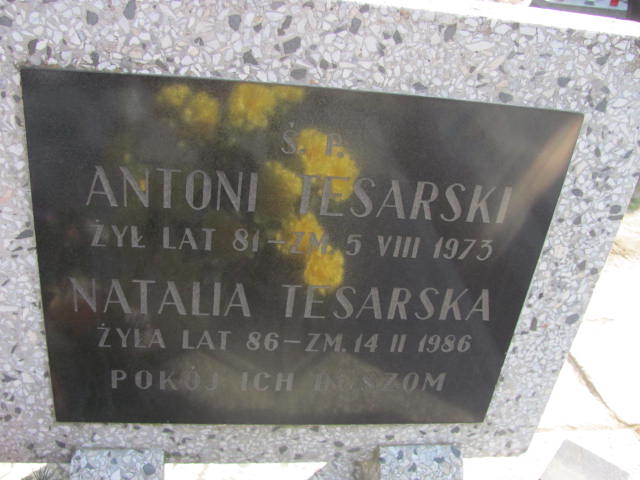 Ś. P.
ANTONI TESARSKI
ŻYŁ LAT 81 – ZM. 5 VIII 1973
NATALIA TESARSKA
ŻYŁA LAT 86 – ZM. 14 II 1986
POKÓJ ICH DUSZOM